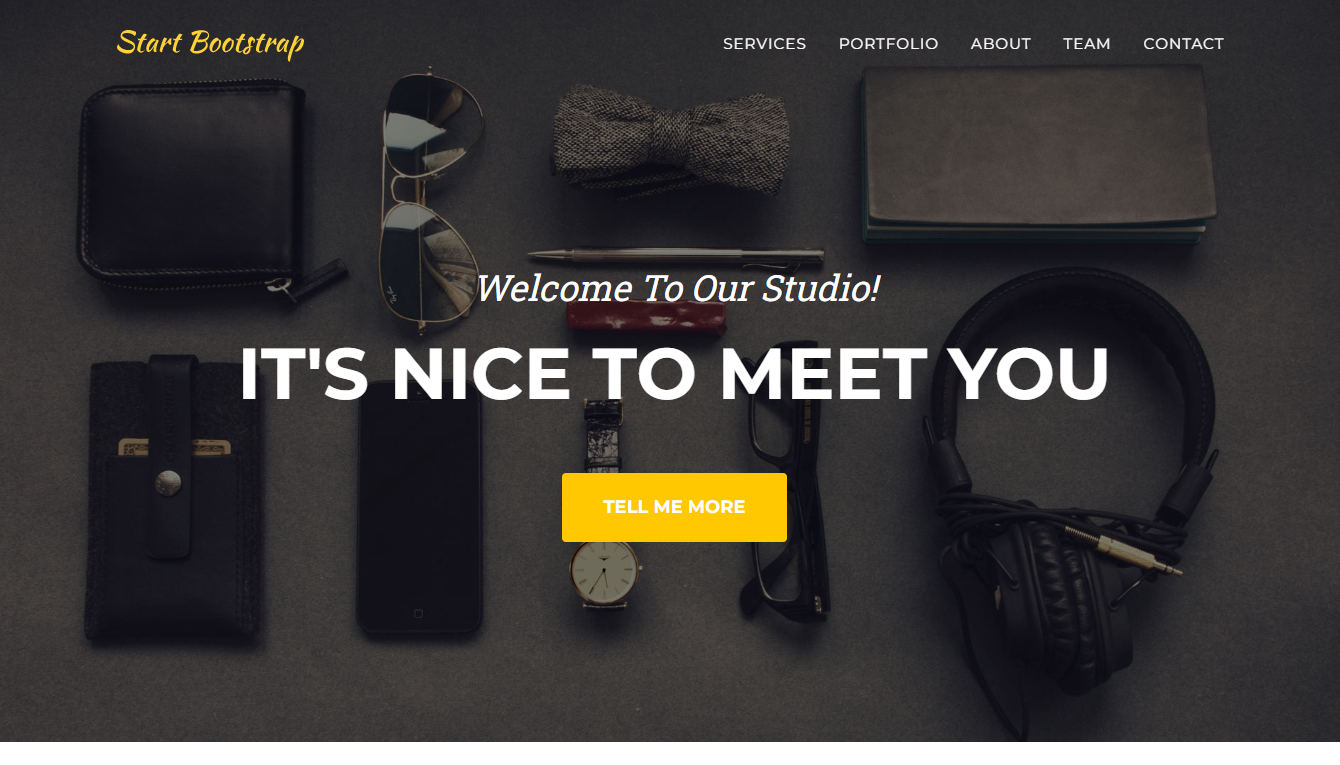 Start Bootstrap
SERVICES PORTFOLIO ABOUT TEAM CONTACT
Welcome To Our Studio!
IT'S NICE TO MEET YOU
TELL ME MORE